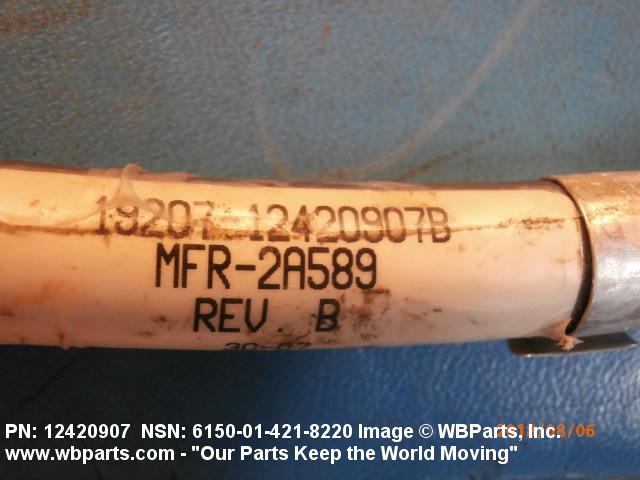 19207-12420907B
MFR-2A589
REV. B
PN: 12420907 NSN: 6150-01-421-8220 Image © WBParts, Inc.
www.wbparts.com - "Our Parts Keep the World Moving"